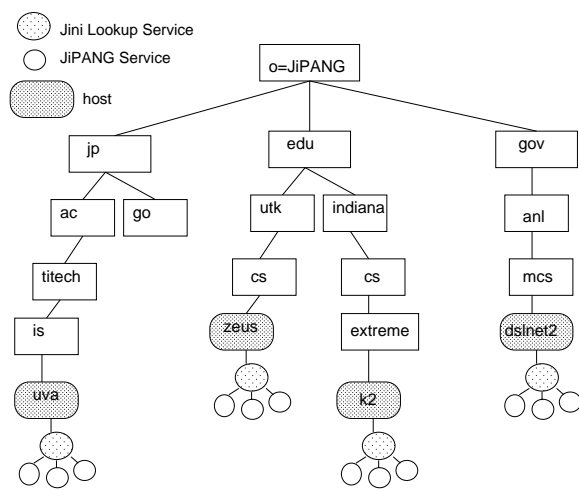 Jini Lookup Service
JiPANG Service
host
o=JiPANG
jp
edu
gov
ac
go
utk
indiana
anl
titech
cs
cs
mcs
is
zeus
extreme
dslnet2
uva
k2